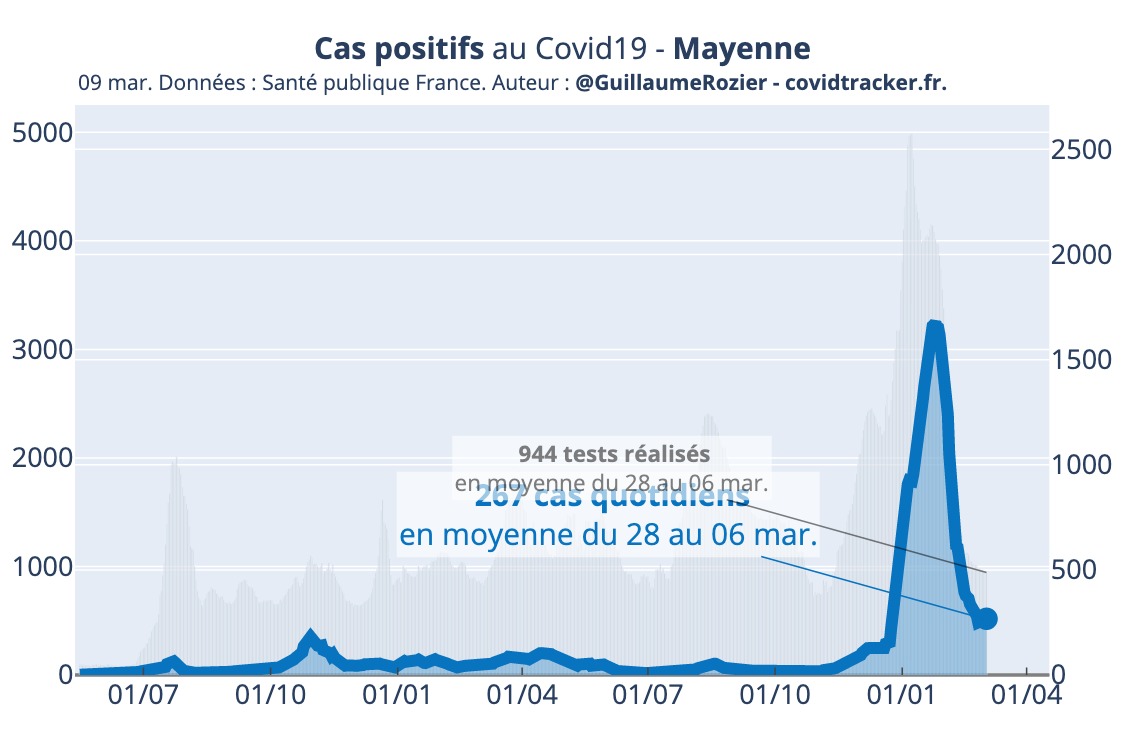 Cas positifs au Covid19 - Mayenne
09 mar. Données : Santé publique France. Auteur : @GuillaumeRozier - covidtracker.fr.
5000
4000
3000
2000
1000
0
2500
2000
1500
1000
500
0
944 tests réalisés
en moyenne du 28 au 06 mar.
267 cas quotidiens
en moyenne du 28 au 06 mar.
01/07 01/10 01/01 01/04 01/07 01/10 01/01 01/04